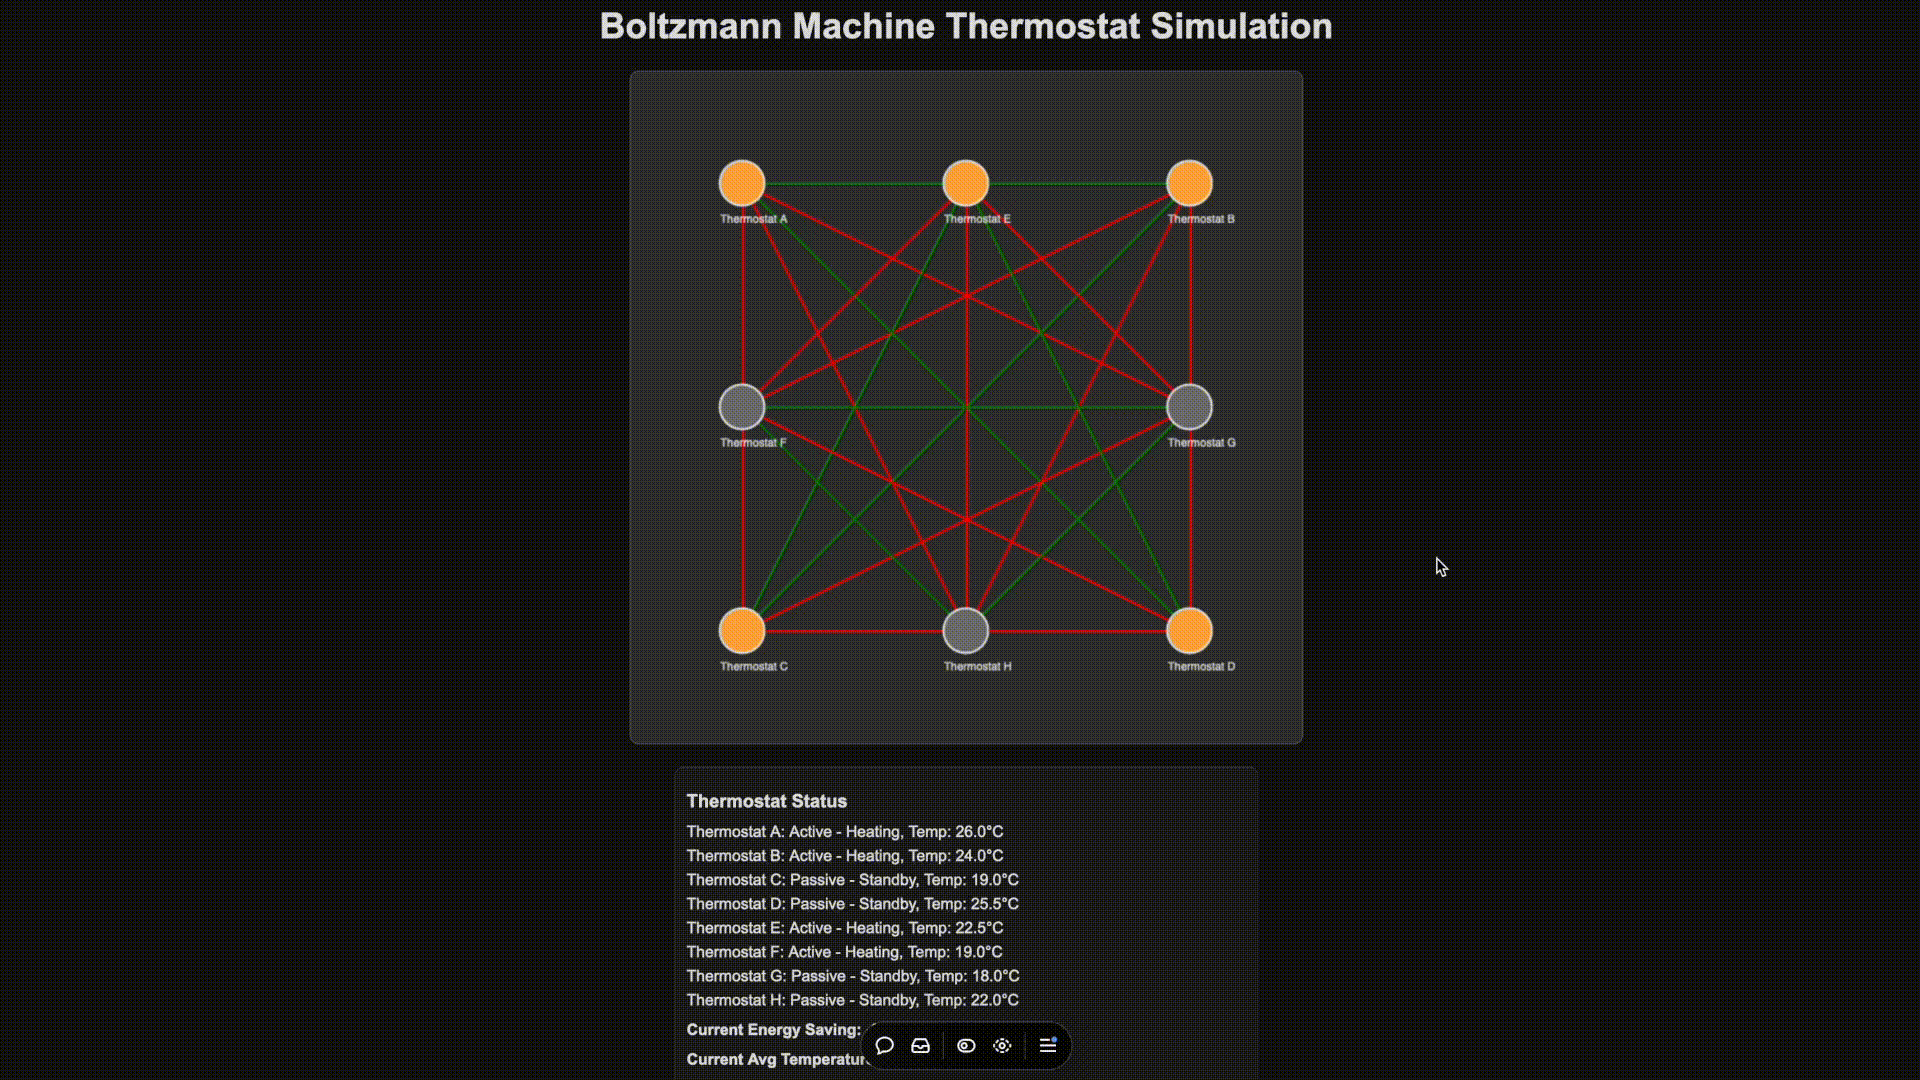 Boltzmann Machine Thermostat Simulation
Thermostat A
Thermostat E
Thermostat B
Thermostat F
Thermostat G
Thermostat C
Thermostat H
Thermostat D
Thermostat Status
Thermostat A: Active - Heating, Temp: 26.0°C
Thermostat B: Active - Heating, Temp: 24.0°C
Thermostat C: Passive - Standby, Temp: 19.0°C
Thermostat D: Passive - Standby, Temp: 25.5°C
Thermostat E: Active - Heating, Temp: 22.5°C
Thermostat F: Active - Heating, Temp: 19.0°C
Thermostat G: Passive - Standby, Temp: 18.0°C
Thermostat H: Passive - Standby, Temp: 22.0°C
Current Energy Saving:
Current Avg